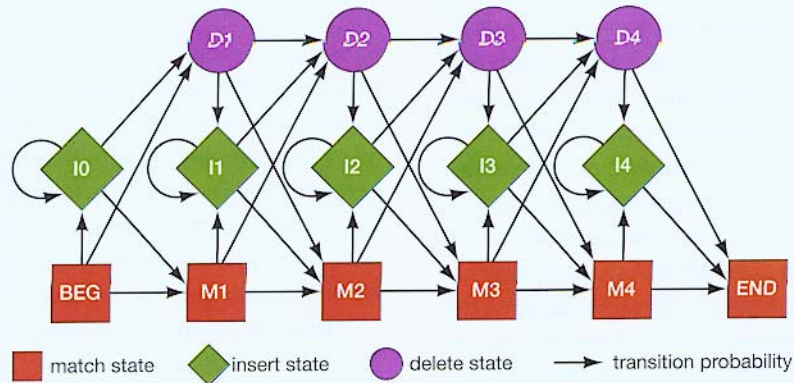 D1 D2 D3 D4
I0 I1 I2 I3 I4
BEG M1 M2 M3 M4 END
match state insert state delete state transition probability